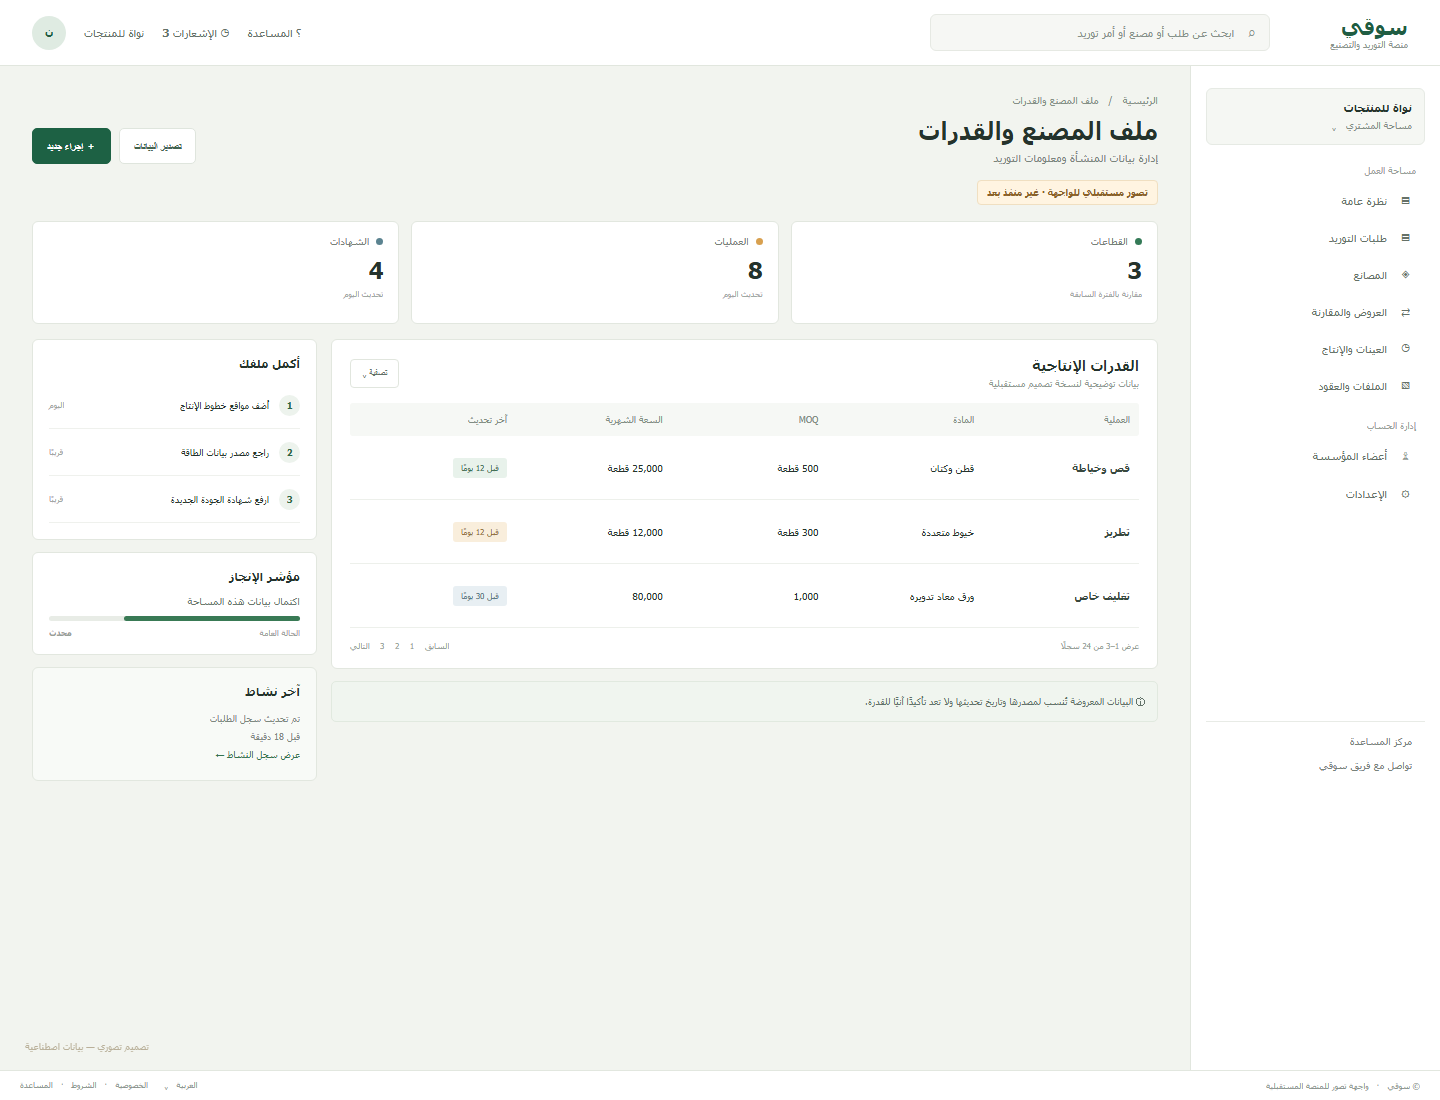 سوقي
منصة التوريد والتصنيع
ابحث عن طلب أو مصنع أو أمر توريد
؟ المساعدة
الإشعارات 3
نواة للمنتجات
ن
نواة للمنتجات
مساحة المشتري
مساحة العمل
نظرة عامة
طلبات التوريد
المصانع
العروض والمقارنة
العينات والإنتاج
الملفات والعقود
إدارة الحساب
أعضاء المؤسسة
الإعدادات
مركز المساعدة
تواصل مع فريق سوقي
الرئيسية / ملف المصنع والقدرات
ملف المصنع والقدرات
إدارة بيانات المنشأة ومعلومات التوريد
تصور مستقبلي للواجهة · غير منفذ بعد
تصدير البيانات
+ إجراء جديد
القطاعات
3
مقارنة بالفترة السابقة
العمليات
8
تحديث اليوم
الشهادات
4
تحديث اليوم
القدرات الإنتاجية
بيانات توضيحية لنسخة تصميم مستقبلية
تصفية
العملية المادة MOQ السعة الشهرية آخر تحديث
قص وخياطة قطن وكتان 500 قطعة 25,000 قطعة قبل 12 يومًا
تطريز خيوط متعددة 300 قطعة 12,000 قطعة قبل 12 يومًا
تغليف خاص ورق معاد تدويره 1,000 80,000 قبل 30 يومًا
عرض 1–3 من 24 سجلًا
السابق 1 2 3 التالي
البيانات المعروضة تُنسب لمصدرها وتاريخ تحديثها ولا تعد تأكيدًا آنيًا للقدرة.
أكمل ملفك
1 أضف مواقع خطوط الإنتاج اليوم
2 راجع مصدر بيانات الطاقة قريبًا
3 ارفع شهادة الجودة الجديدة قريبًا
مؤشر الإنجاز
اكتمال بيانات هذه المساحة
الحالة العامة محدث
آخر نشاط
تم تحديث سجل الطلبات
قبل 18 دقيقة
عرض سجل النشاط ←
تصميم تصوري — بيانات اصطناعية
© سوقي · واجهة تصور للمنصة المستقبلية
العربية الخصوصية · الشروط · المساعدة